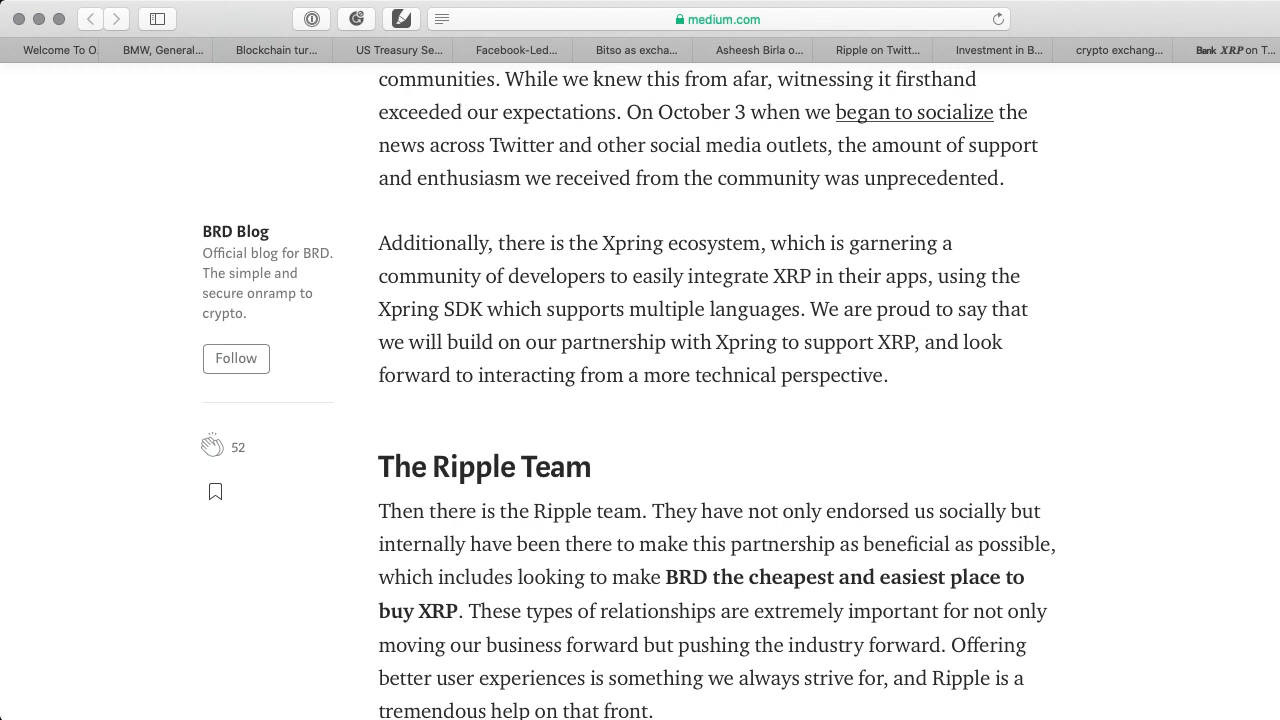 medium.com
Welcome To O.
BMW, General...
Blockchain tur...
US Treasury Se...
Facebook-Led...
Bitso as excha...
Asheesh Birla o...
Ripple on Twitt...
Investment in B...
crypto exchang...
Bank XRP on T...
communities. While we knew this from afar, witnessing it firsthand
exceeded our expectations. On October 3 when we began to socialize the
news across Twitter and other social media outlets, the amount of support
and enthusiasm we received from the community was unprecedented.
BRD Blog
Official blog for BRD.
The simple and
secure onramp to
crypto.
Follow
52
Additionally, there is the Xpring ecosystem, which is garnering a
community of developers to easily integrate XRP in their apps, using the
Xpring SDK which supports multiple languages. We are proud to say that
we will build on our partnership with Xpring to support XRP, and look
forward to interacting from a more technical perspective.
The Ripple Team
Then there is the Ripple team. They have not only endorsed us socially but
internally have been there to make this partnership as beneficial as possible,
which includes looking to make BRD the cheapest and easiest place to
buy XRP. These types of relationships are extremely important for not only
moving our business forward but pushing the industry forward. Offering
better user experiences is something we always strive for, and Ripple is a
tremendous help on that front.